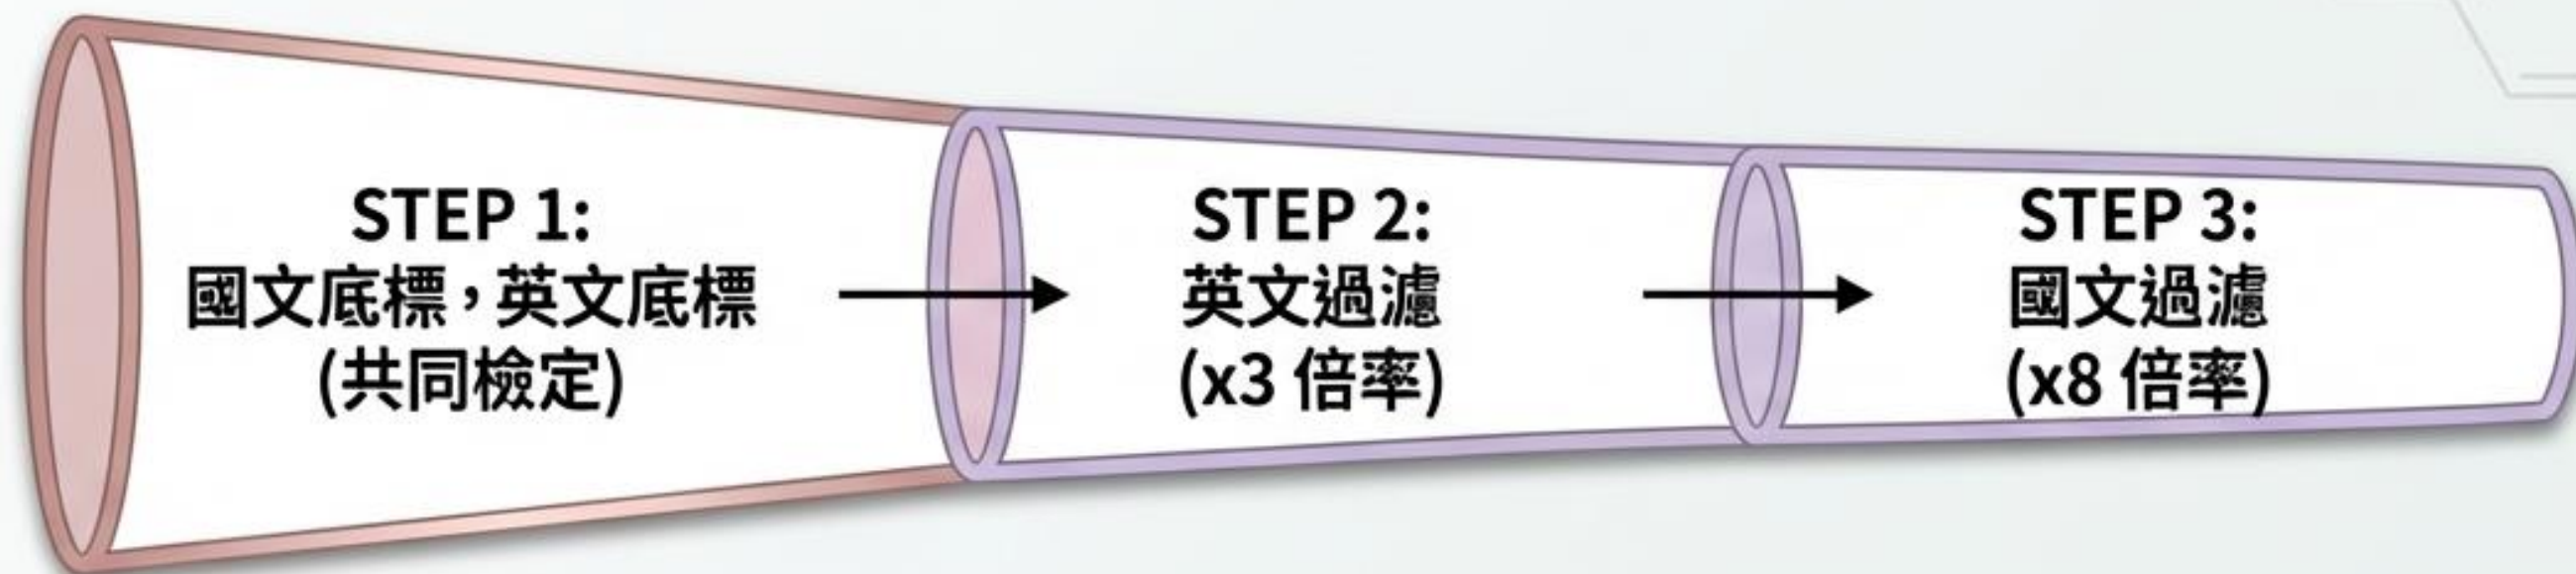 STEP 1:
國文底標，英文底標
(共同檢定)
STEP 2:
英文過濾
(x3 倍率)
STEP 3:
國文過濾
(x8 倍率)